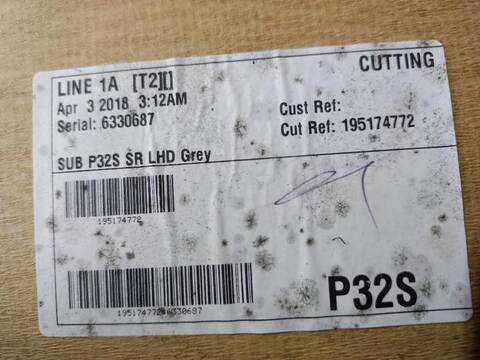 LINE 1A [T2][]
CUTTING
Apr 3 2018 3:12AM
Serial: 6330687
Cust Ref:
Cut Ref: 195174772
SUB P32S SR LHD Grey
195174772
P32S